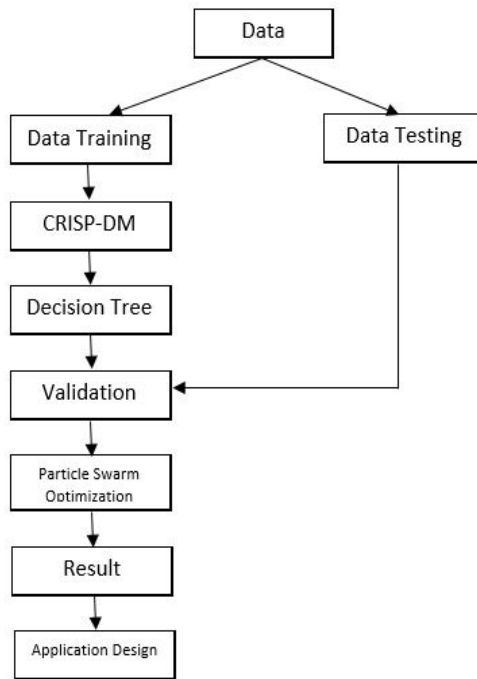 Data
Data Training
Data Testing
CRISP-DM
Decision Tree
Validation
Particle Swarm
Optimization
Result
Application Design